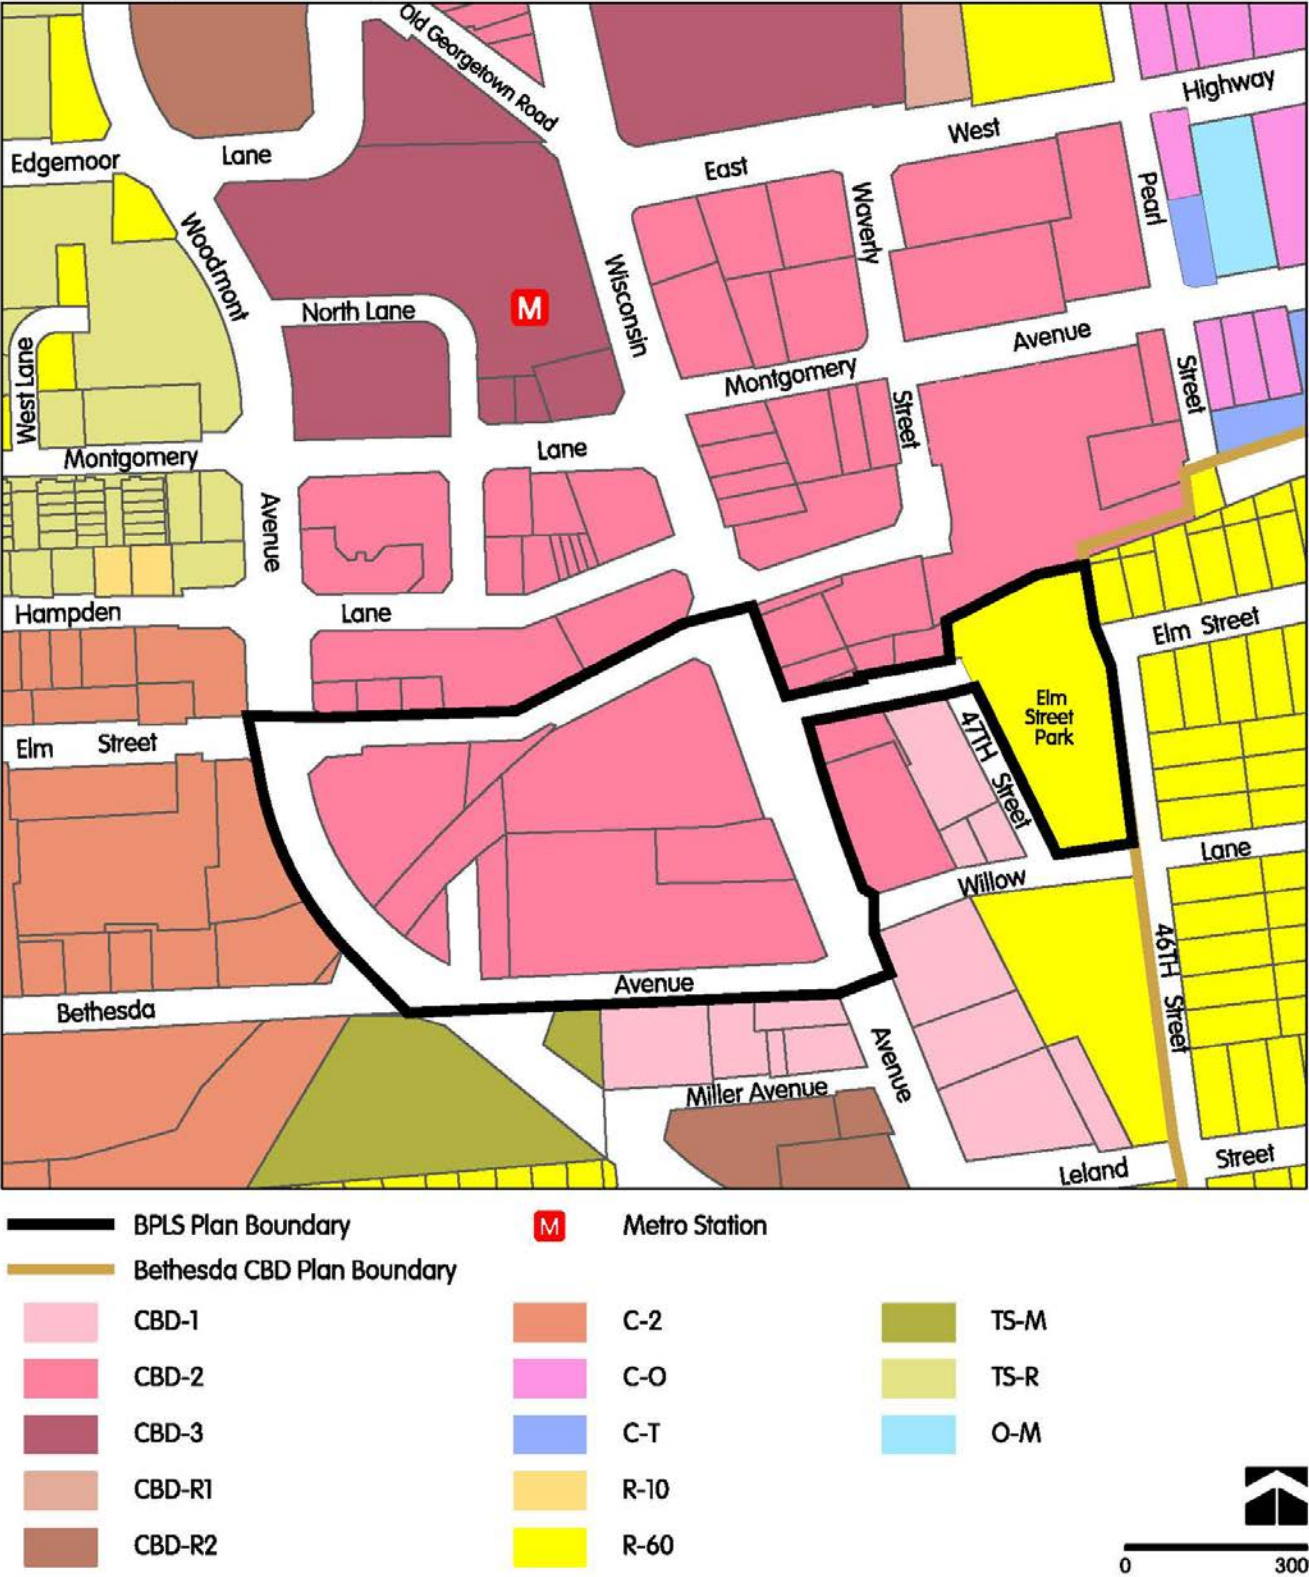 Old Georgetown Road
Highway
West
East
Edgemoor
Lane
Pearl
Waverly
Woodmont
Wisconsin
North Lane
M
Avenue
Montgomery
West Lane
Street
Street
Montgomery
Lane
Avenue
Hampden
Lane
Elm Street
Elm
Street
Park
47TH Street
Elm Street
Lane
Willow
46TH Street
Avenue
Bethesda
Avenue
Miller Avenue
Leland
Street
BPLS Plan Boundary
M
Metro Station
Bethesda CBD Plan Boundary
CBD-1
C-2
TS-M
CBD-2
C-O
TS-R
CBD-3
C-T
O-M
CBD-R1
R-10
CBD-R2
R-60
0
300